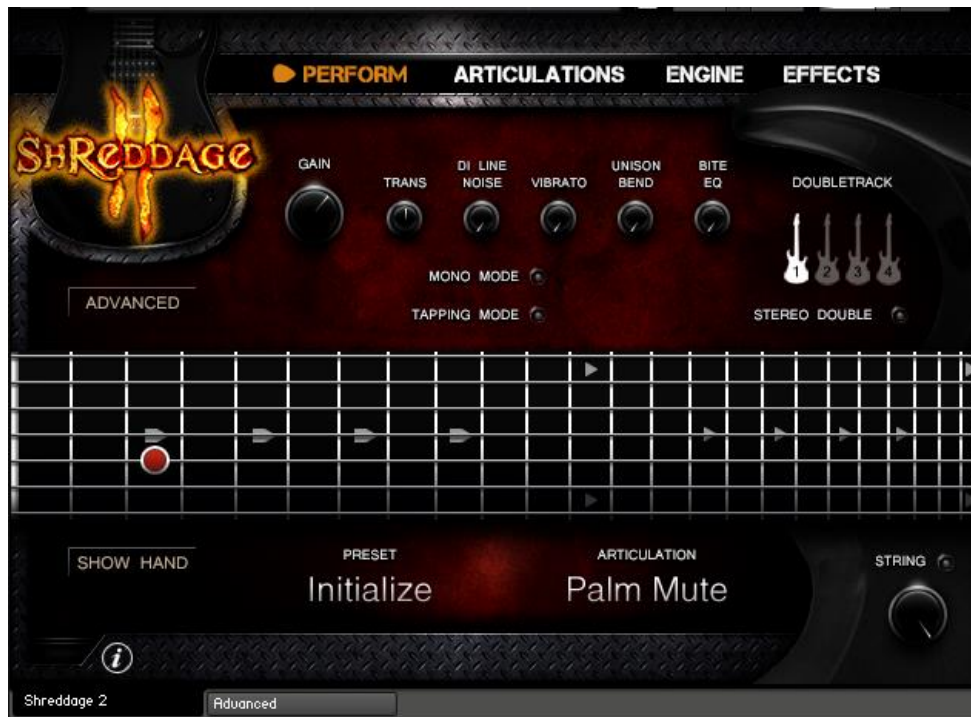 PERFORM ARTICULATIONS ENGINE EFFECTS
SHREDDAGE
II
GAIN
TRANS
DI LINE
NOISE
VIBRATO
UNISON
BEND
BITE
EQ
DOUBLETRACK
1 2 3 4
MONO MODE
ADVANCED
TAPPING MODE
STEREO DOUBLE
SHOW HAND
PRESET
Initialize
ARTICULATION
Palm Mute
STRING
i
Shreddage 2
Advanced